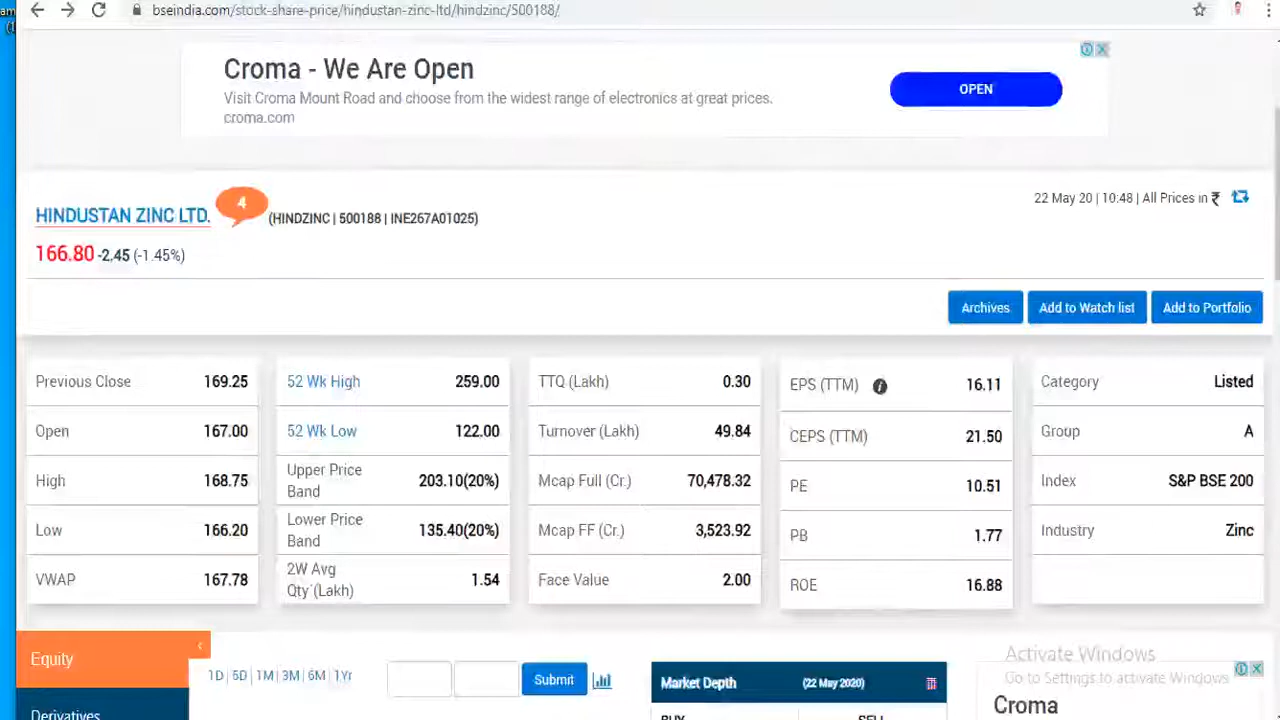 bseindia.com/stock-share-price/hindustan-zinc-ltd/hindzinc/500188/
Croma - We Are Open
Visit Croma Mount Road and choose from the widest range of electronics at great prices.
croma.com
OPEN
HINDUSTAN ZINC LTD.
4
(HINDZINC | 500188 | INE267A01025)
22 May 20 | 10:48 | All Prices in ₹
166.80 -2.45 (-1.45%)
Archives
Add to Watch list
Add to Portfolio
Previous Close 169.25
Open 167.00
High 168.75
Low 166.20
VWAP 167.78
52 Wk High 259.00
52 Wk Low 122.00
Upper Price
Band 203.10(20%)
Lower Price
Band 135.40(20%)
2W Avg
Qty (Lakh) 1.54
TTQ (Lakh) 0.30
Turnover (Lakh) 49.84
Mcap Full (Cr.) 70,478.32
Mcap FF (Cr.) 3,523.92
Face Value 2.00
EPS (TTM) 16.11
CEPS (TTM) 21.50
PE 10.51
PB 1.77
ROE 16.88
Category Listed
Group A
Index S&P BSE 200
Industry Zinc
Equity
Derivatives
1D | 5D | 1M | 3M | 6M | 1Yr
Submit
Market Depth (22 May 2020)
BUY SELL
Activate Windows
Go to Settings to activate Windows.
Croma